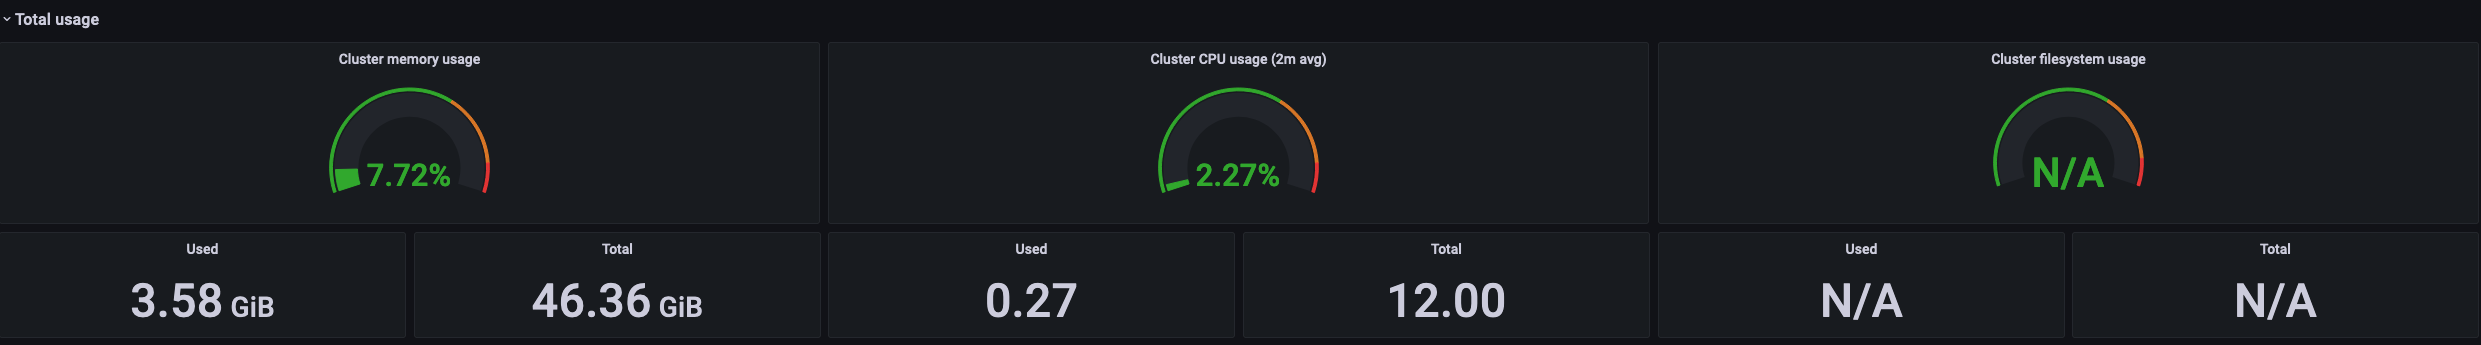 Total usage
Cluster memory usage
7.72%
Cluster CPU usage (2m avg)
2.27%
Cluster filesystem usage
N/A
Used
3.58 GiB
Total
46.36 GiB
Used
0.27
Total
12.00
Used
N/A
Total
N/A